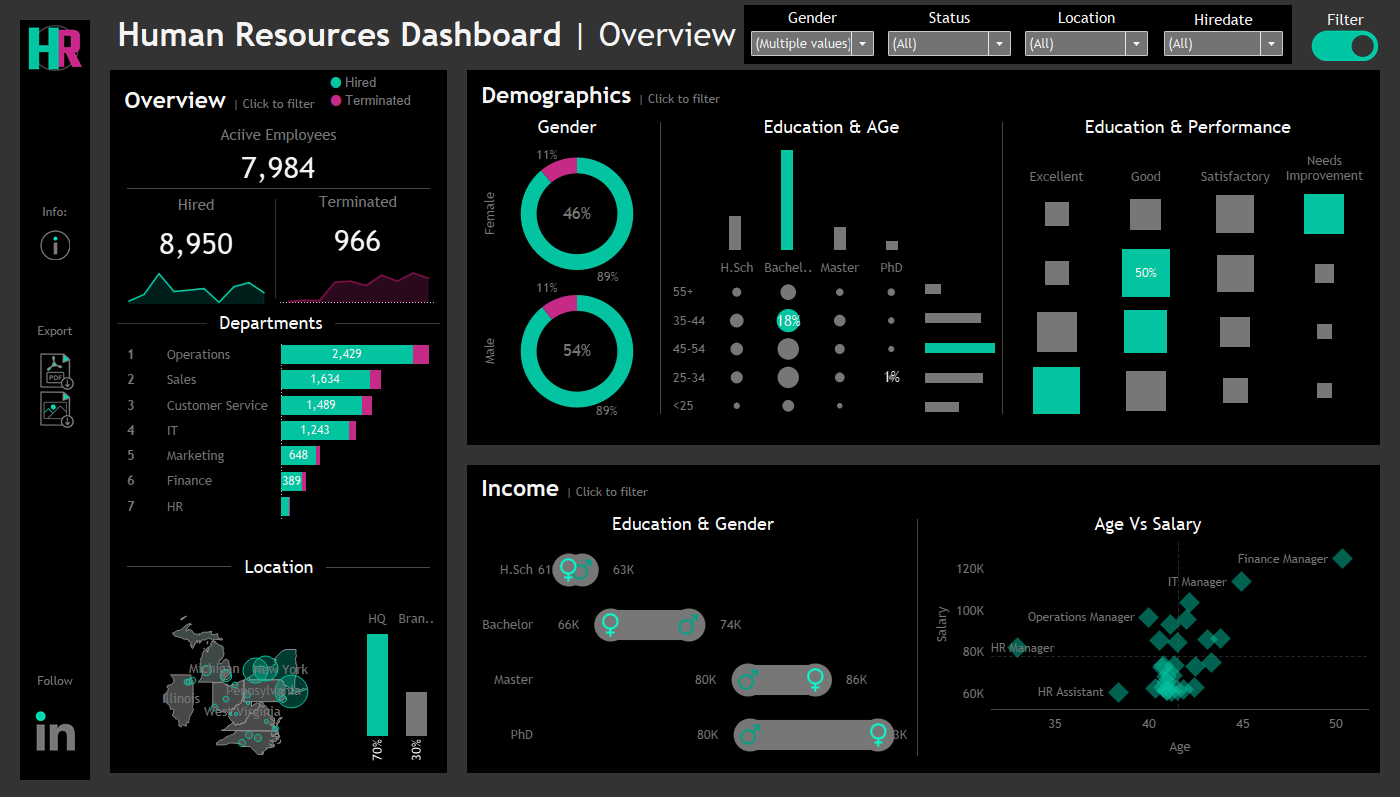 HR
Human Resources Dashboard | Overview
Gender
Status
Location
Hiredate
Filter
(Multiple values)
(All)
(All)
(All)
Info:
Export
PDF
Follow
in
Overview | Click to filter
Hired
Terminated
Aciive Employees
7,984
Hired
Terminated
8,950
966
Departments
1 Operations 2,429
2 Sales 1,634
3 Customer Service 1,489
4 IT 1,243
5 Marketing 648
6 Finance 389
7 HR
Location
Michigan
New York
Pennsylvania
Illinois
West Virginia
HQ
Bran..
70%
30%
Demographics | Click to filter
Gender
Female
11%
46%
89%
Male
11%
54%
89%
Education & AGe
H.Sch Bachel.. Master PhD
55+
35-44 18%
45-54
25-34 1%
<25
Education & Performance
Excellent
Good
Satisfactory
Needs
Improvement
50%
Income | Click to filter
Education & Gender
H.Sch 61 63K
Bachelor 66K 74K
Master 80K 86K
PhD 80K
Age Vs Salary
Salary
120K
100K
80K
60K
Finance Manager
IT Manager
Operations Manager
HR Manager
HR Assistant
35 40 45 50
Age